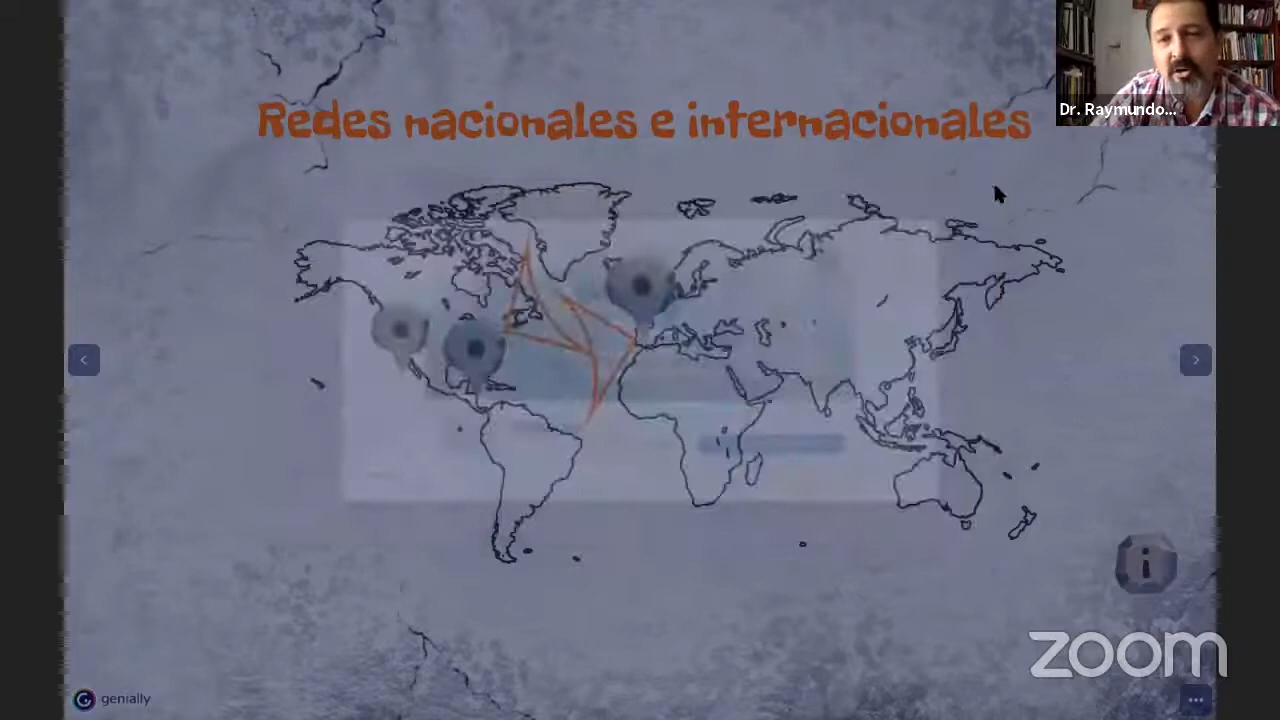 Redes nacionales e internacionales
Dr. Raymundo...
i
zoom
genially